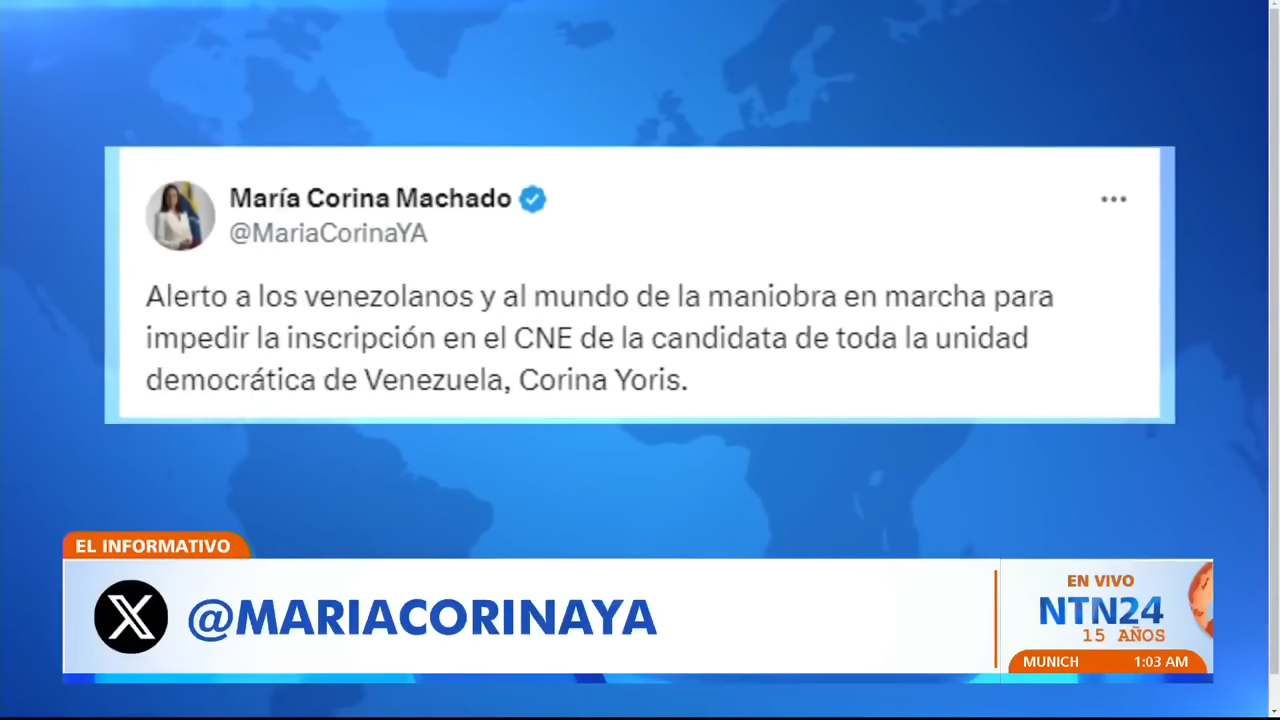 María Corina Machado
@MariaCorinaYA
Alerto a los venezolanos y al mundo de la maniobra en marcha para
impedir la inscripción en el CNE de la candidata de toda la unidad
democrática de Venezuela, Corina Yoris.
EL INFORMATIVO
@MARIACORINAYA
EN VIVO
NTN24
15 AÑOS
MUNICH 1:03 AM